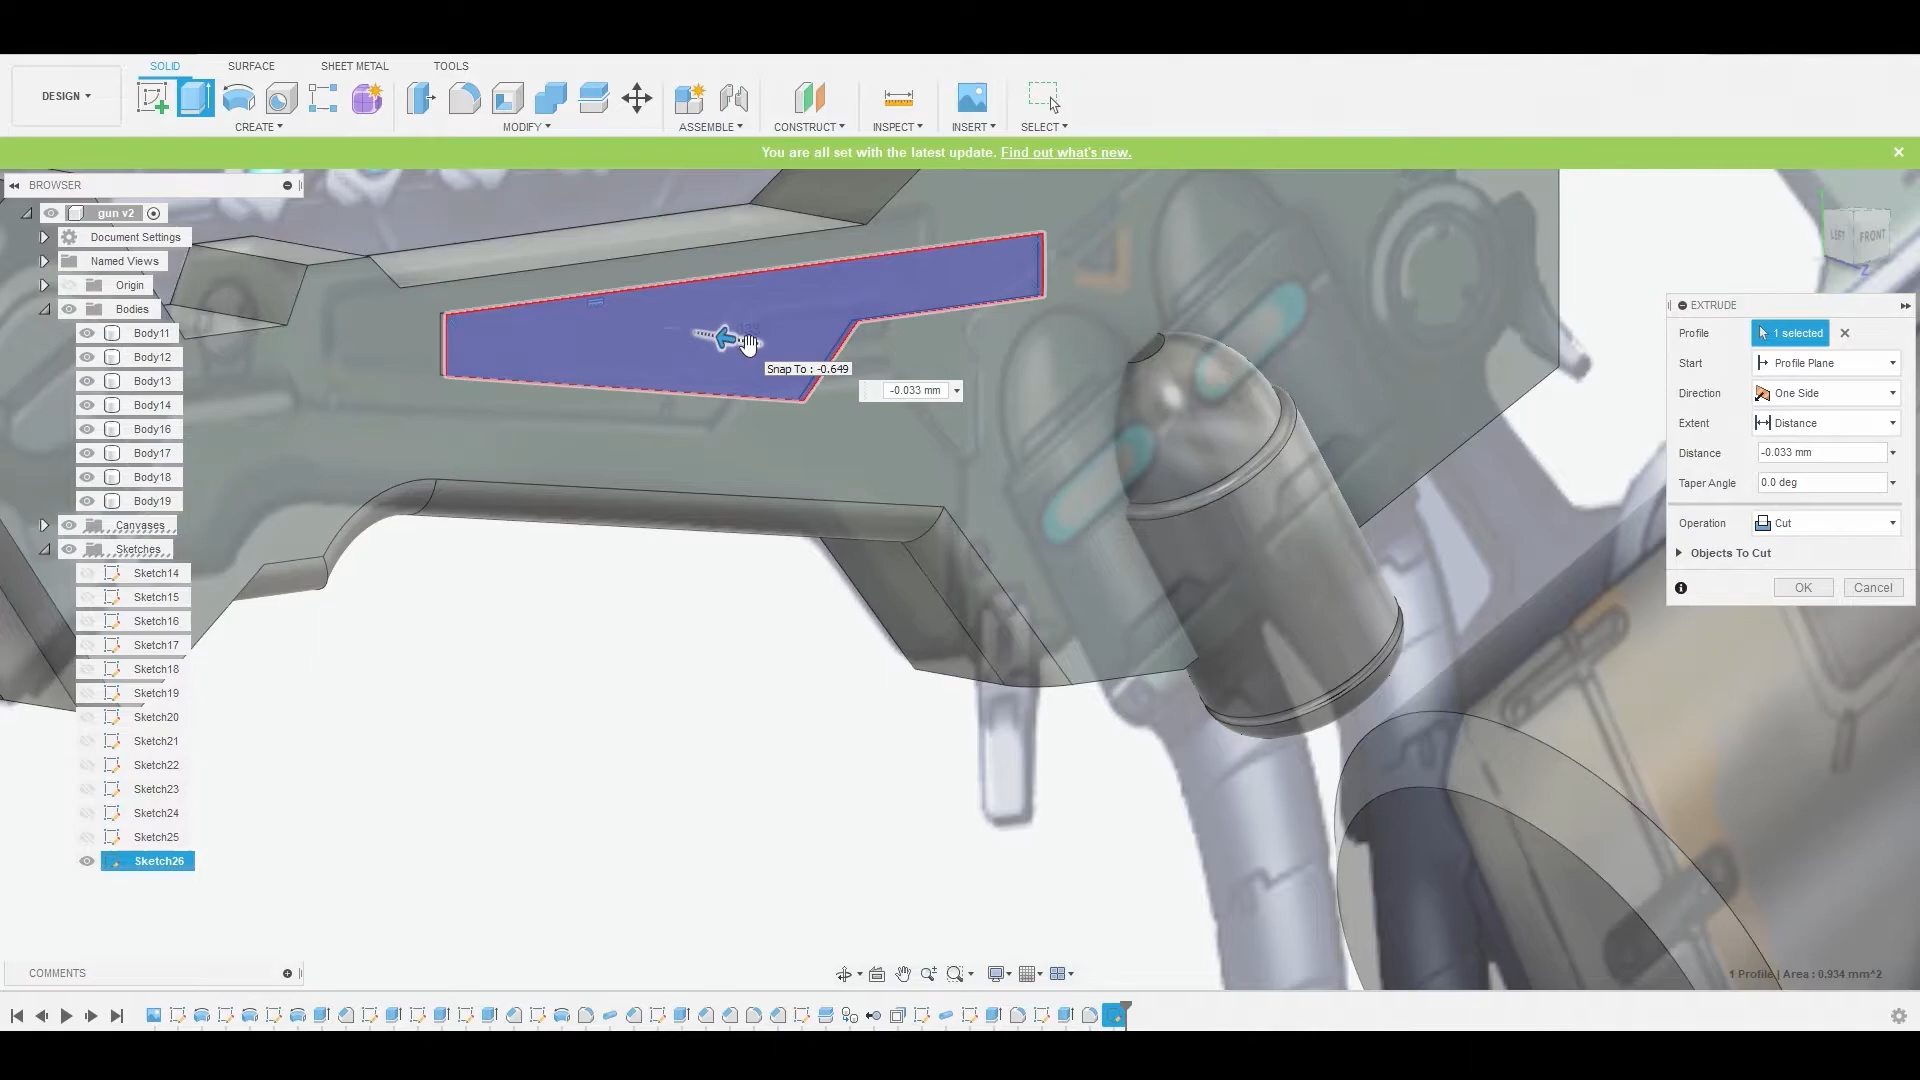 SOLID SURFACE SHEET METAL TOOLS
DESIGN
CREATE MODIFY ASSEMBLE CONSTRUCT INSPECT INSERT SELECT
You are all set with the latest update. Find out what's new.
BROWSER
gun v2
Document Settings
Named Views
Origin
Bodies
Body11
Body12
Body13
Body14
Body16
Body17
Body18
Body19
Canvases
Sketches
Sketch14
Sketch15
Sketch16
Sketch17
Sketch18
Sketch19
Sketch20
Sketch21
Sketch22
Sketch23
Sketch24
Sketch25
Sketch26
COMMENTS
Snap To : -0.649
-0.033 mm
LEFT FRONT
Z
EXTRUDE
Profile 1 selected
Start Profile Plane
Direction One Side
Extent Distance
Distance -0.033 mm
Taper Angle 0.0 deg
Operation Cut
Objects To Cut
OK Cancel
1 Profile | Area : 0.934 mm^2